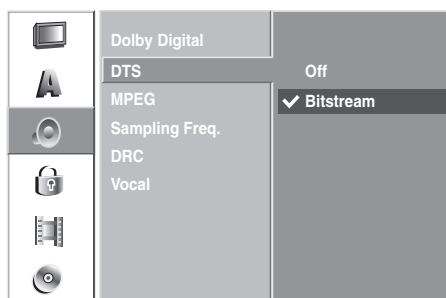 A
Dolby Digital
DTS
Off
MPEG
✓ Bitstream
Sampling Freq.
DRC
Vocal